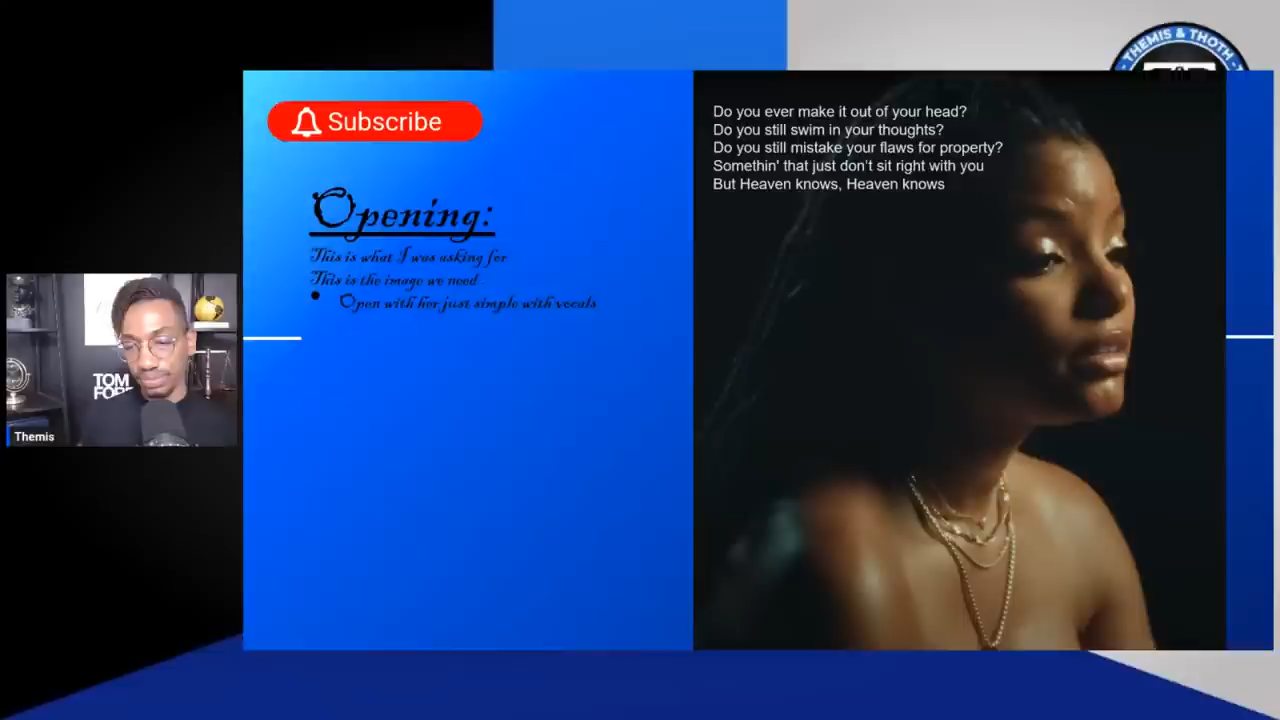 THEMIS & THOTH
Subscribe
Opening:
This is what I was asking for
This is the image we need
Open with her just simple with vocals
Do you ever make it out of your head?
Do you still swim in your thoughts?
Do you still mistake your flaws for property?
Somethin' that just don't sit right with you
But Heaven knows, Heaven knows
TOM
FORD
Themis